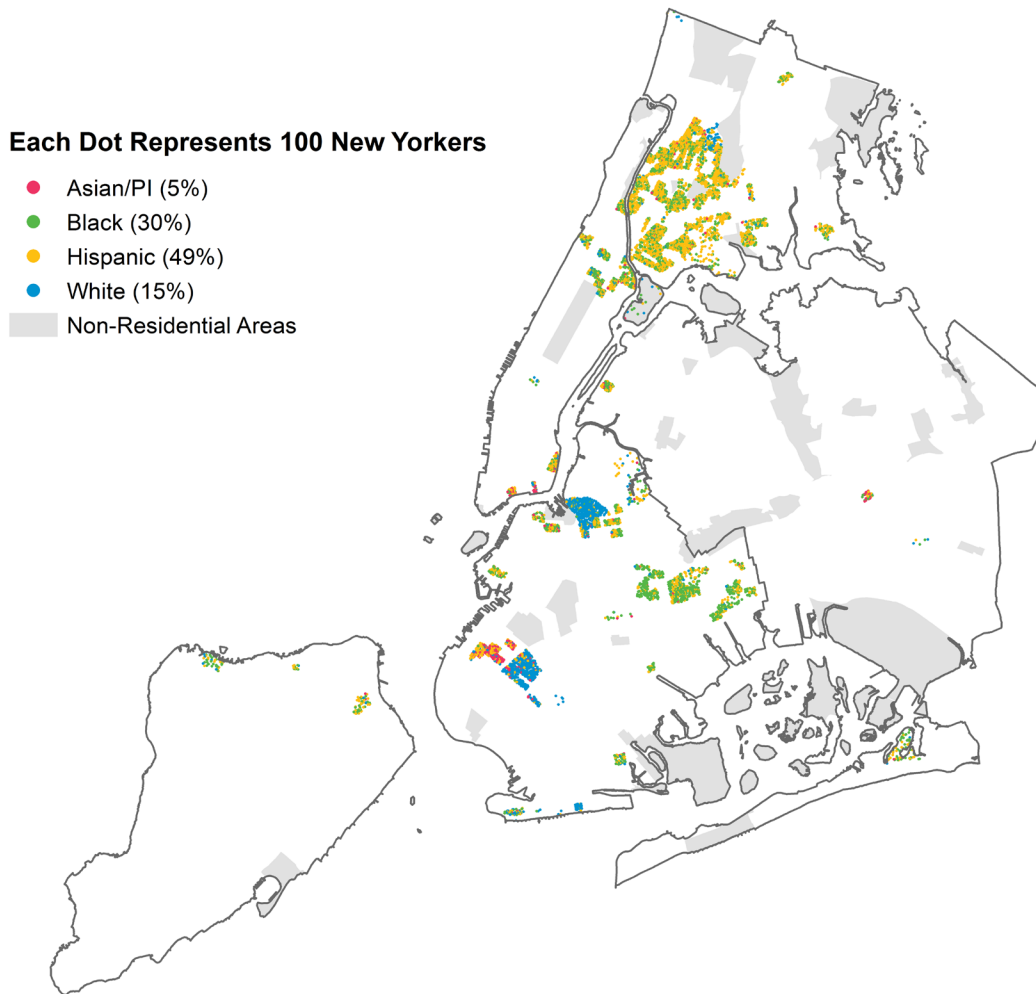 Each Dot Represents 100 New Yorkers
Asian/PI (5%)
Black (30%)
Hispanic (49%)
White (15%)
Non-Residential Areas